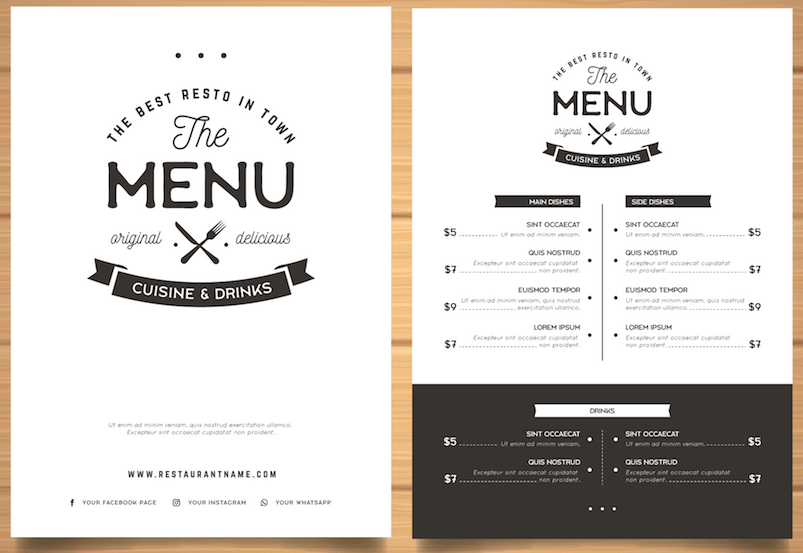 THE BEST RESTO IN TOWN
The
MENU
original delicious
CUISINE & DRINKS
Ut enim ad minim veniam, quis nostrud exercitation ullamco.
Excepteur sint occaecat cupidatat non proident.
WWW.RESTAURANTNAME.COM
YOUR FACEBOOK PAGE YOUR INSTAGRAM YOUR WHATSAPP
THE BEST RESTO IN TOWN
The
MENU
original delicious
CUISINE & DRINKS
MAIN DISHES
SINT OCCAECAT
$5 Ut enim ad minim veniam.
QUIS NOSTRUD
Excepteur sint occaecat cupidatat
$7 non proident.
EUISMOD TEMPOR
Ut enim ad minim veniam, quis nostrud
$9 exercitation ullamco.
LOREM IPSUM
Excepteur sint occaecat cupidatat
$7 non proident.
SIDE DISHES
SINT OCCAECAT
Ut enim ad minim veniam. $5
QUIS NOSTRUD
Excepteur sint occaecat cupidatat
non proident. $7
EUISMOD TEMPOR
Ut enim ad minim veniam, quis nostrud
exercitation ullamco. $9
LOREM IPSUM
Excepteur sint occaecat cupidatat
non proident. $7
DRINKS
SINT OCCAECAT
$5 Ut enim ad minim veniam.
QUIS NOSTRUD
Excepteur sint occaecat cupidatat
$7 non proident.
SINT OCCAECAT
Ut enim ad minim veniam. $5
QUIS NOSTRUD
Excepteur sint occaecat cupidatat
non proident. $7